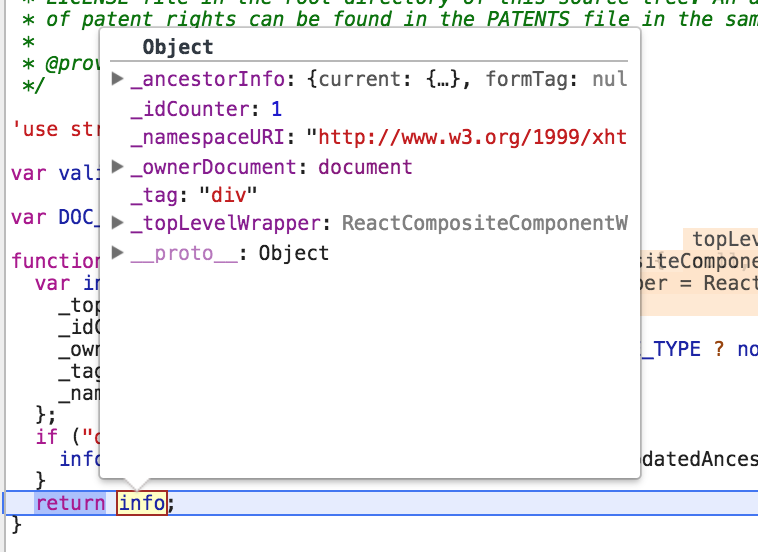 * LICENSE file in the root directory of this source tree. An a
* of patent rights can be found in the PATENTS file in the sam
*
* @prov
*/
'use str
var vali
var DOC_
function
var in
_top
_idC
_own
_tag
_nam
};
if ("d
info
}
return info;
}
Object
_ancestorInfo: {current: {…}, formTag: nul
_idCounter: 1
_namespaceURI: "http://www.w3.org/1999/xht
_ownerDocument: document
_tag: "div"
_topLevelWrapper: ReactCompositeComponentW
__proto__: Object
topLev
siteCompone
per = React
E_TYPE ? no
pdatedAnces